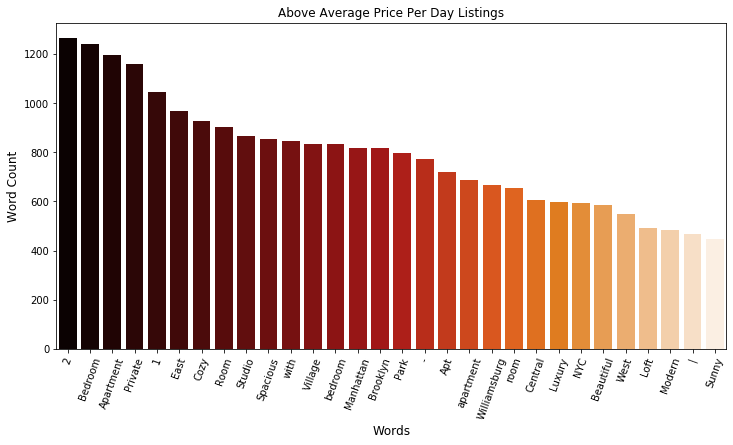 Above Average Price Per Day Listings
Word Count
1200
1000
800
600
400
200
0
2
Bedroom
Apartment
Private
1
East
Cozy
Room
Studio
Spacious
with
Village
bedroom
Manhattan
Brooklyn
Park
-
Apt
apartment
Williamsburg
room
Central
Luxury
NYC
Beautiful
West
Loft
Modern
/
Sunny
Words